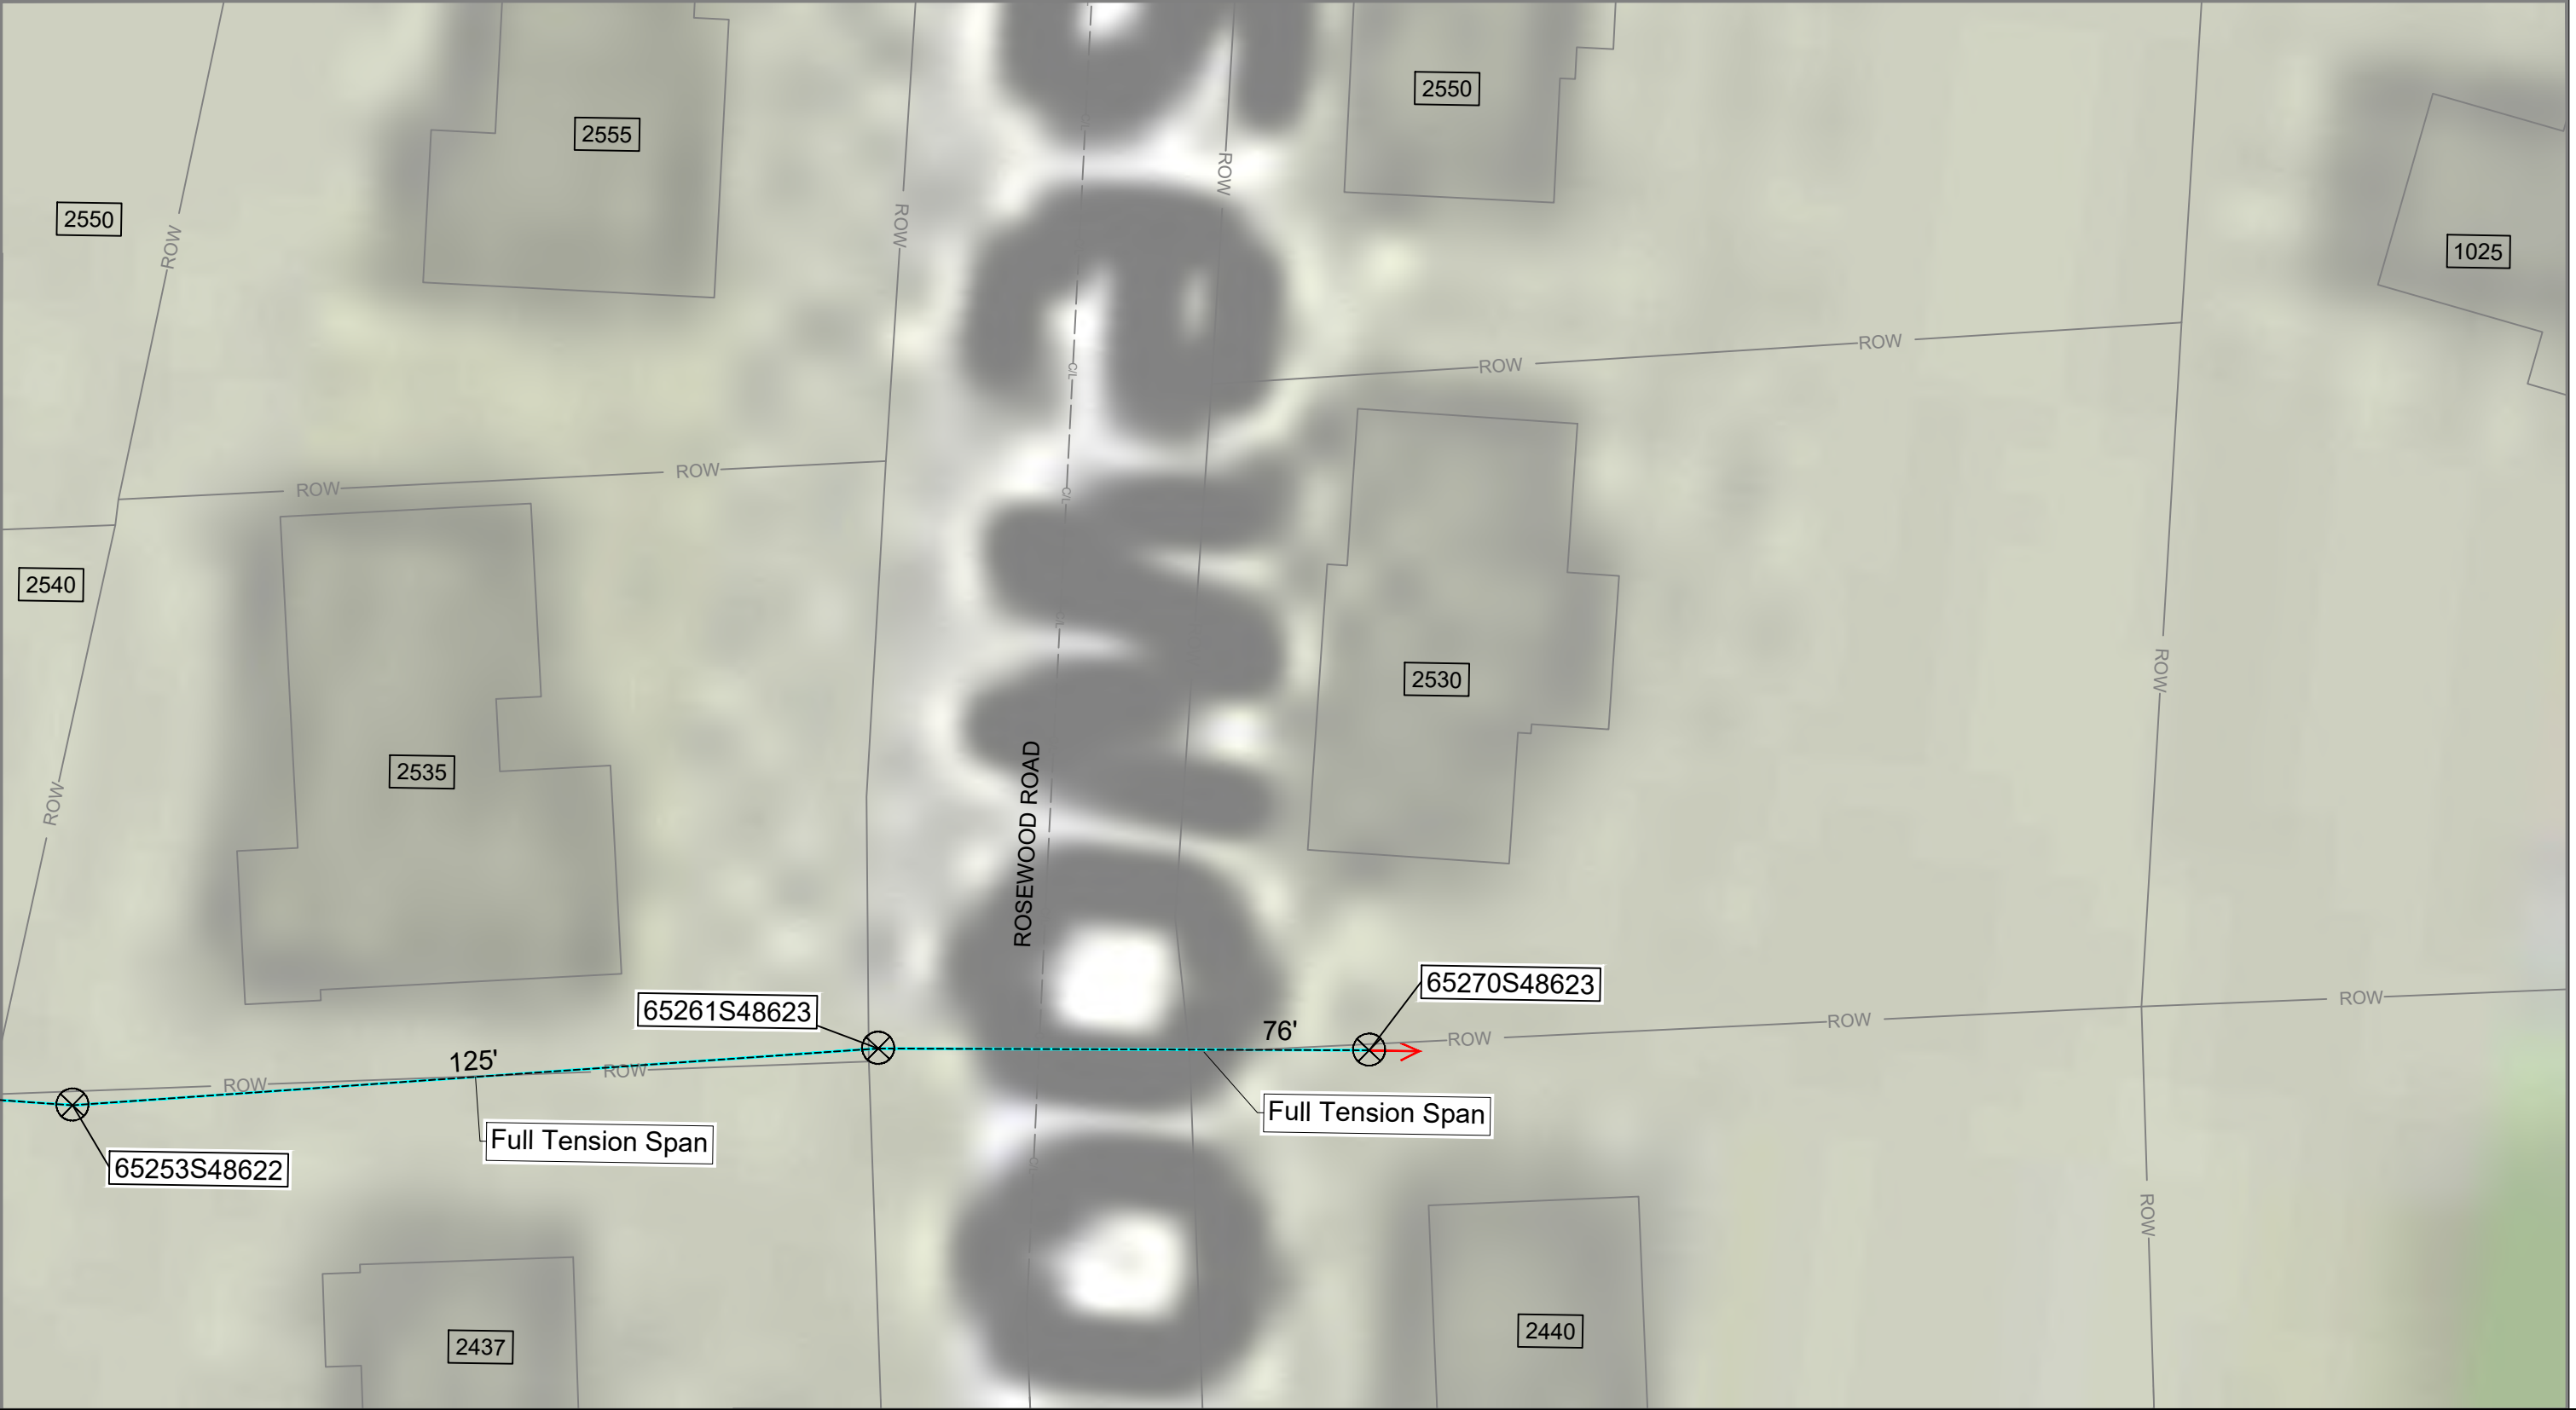 2555
2550
ROW
2550
ROW
ROW
1025
C/L
ROW
ROW
C/L
ROW
ROW
C/L
2540
C/L
ROW
2530
2535
ROW
ROSEWOOD ROAD
65270S48623
65261S48623
ROW
ROW
76'
ROW
125'
ROW
ROW
Full Tension Span
Full Tension Span
65253S48622
C/L
ROW
2440
2437